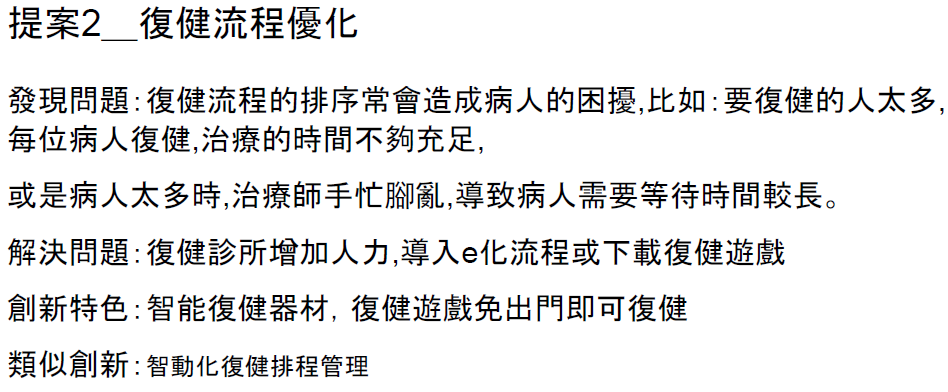 提案2__復健流程優化
發現問題:復健流程的排序常會造成病人的困擾,比如:要復健的人太多,
每位病人復健,治療的時間不夠充足,
或是病人太多時,治療師手忙腳亂,導致病人需要等待時間較長。
解決問題:復健診所增加人力,導入e化流程或下載復健遊戲
創新特色:智能復健器材, 復健遊戲免出門即可復健
類似創新:智動化復健排程管理